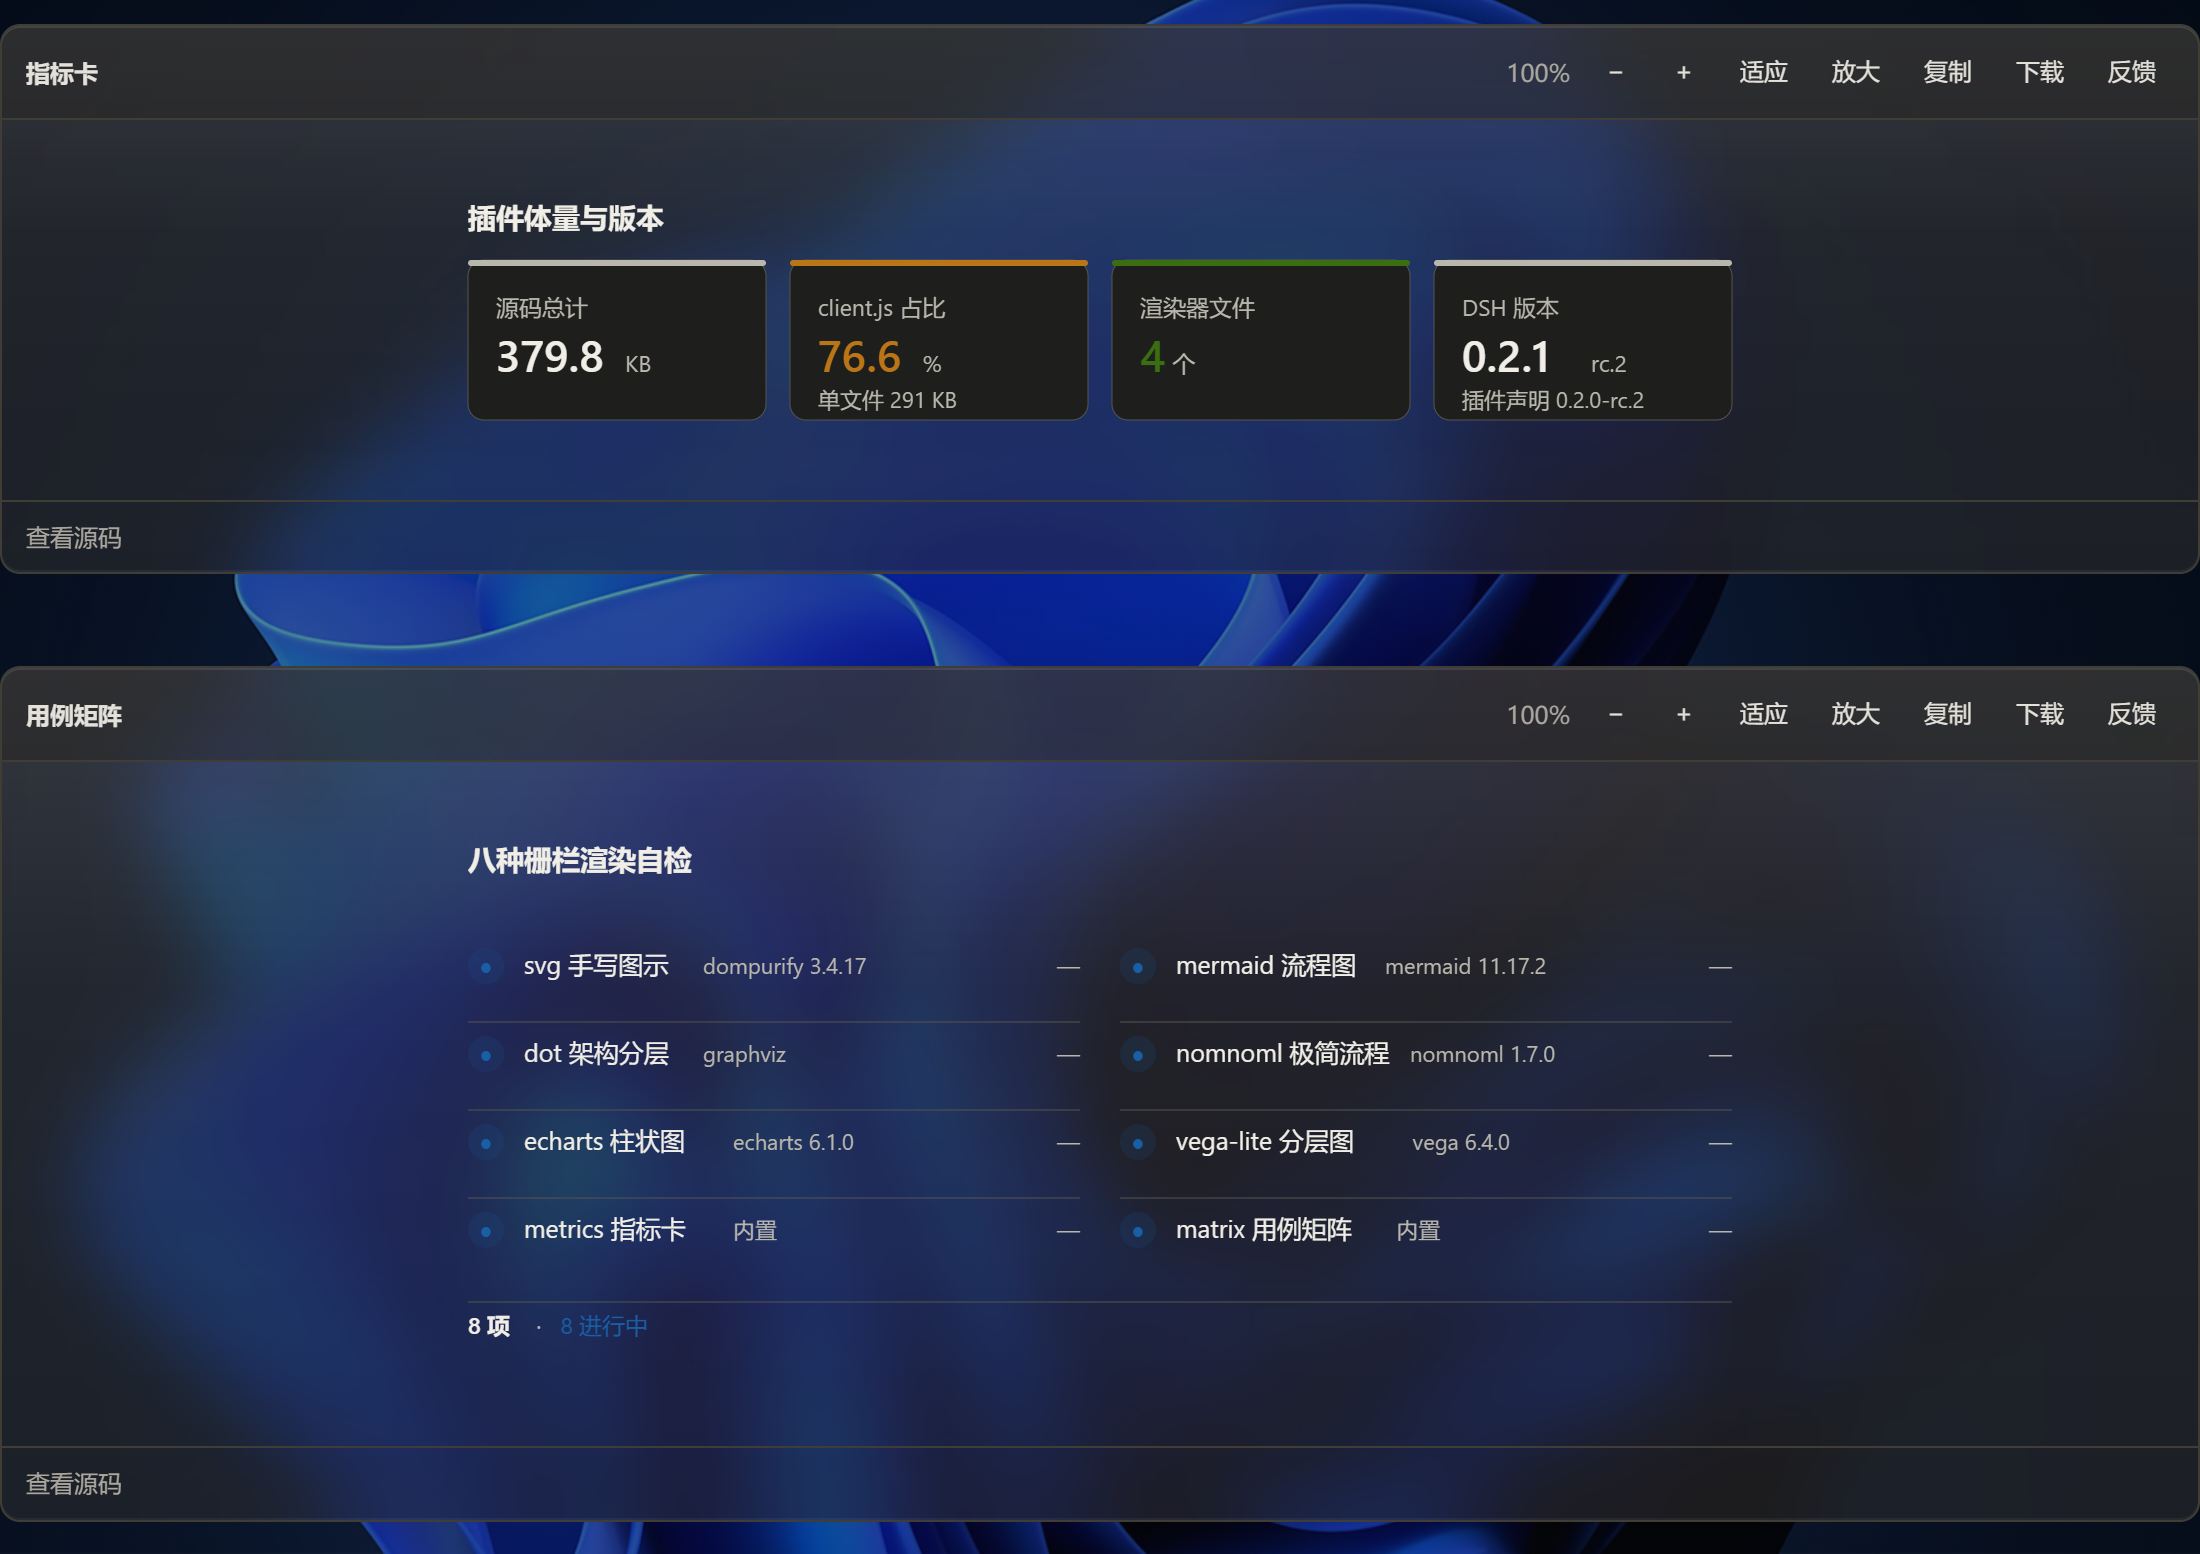 指标卡
100% − + 适应 放大 复制 下载 反馈
插件体量与版本
源码总计
379.8 KB
client.js 占比
76.6 %
单文件 291 KB
渲染器文件
4 个
DSH 版本
0.2.1 rc.2
插件声明 0.2.0-rc.2
查看源码
用例矩阵
100% − + 适应 放大 复制 下载 反馈
八种栅栏渲染自检
svg 手写图示 dompurify 3.4.17 —
mermaid 流程图 mermaid 11.17.2 —
dot 架构分层 graphviz —
nomnoml 极简流程 nomnoml 1.7.0 —
echarts 柱状图 echarts 6.1.0 —
vega-lite 分层图 vega 6.4.0 —
metrics 指标卡 内置 —
matrix 用例矩阵 内置 —
8 项 · 8 进行中
查看源码